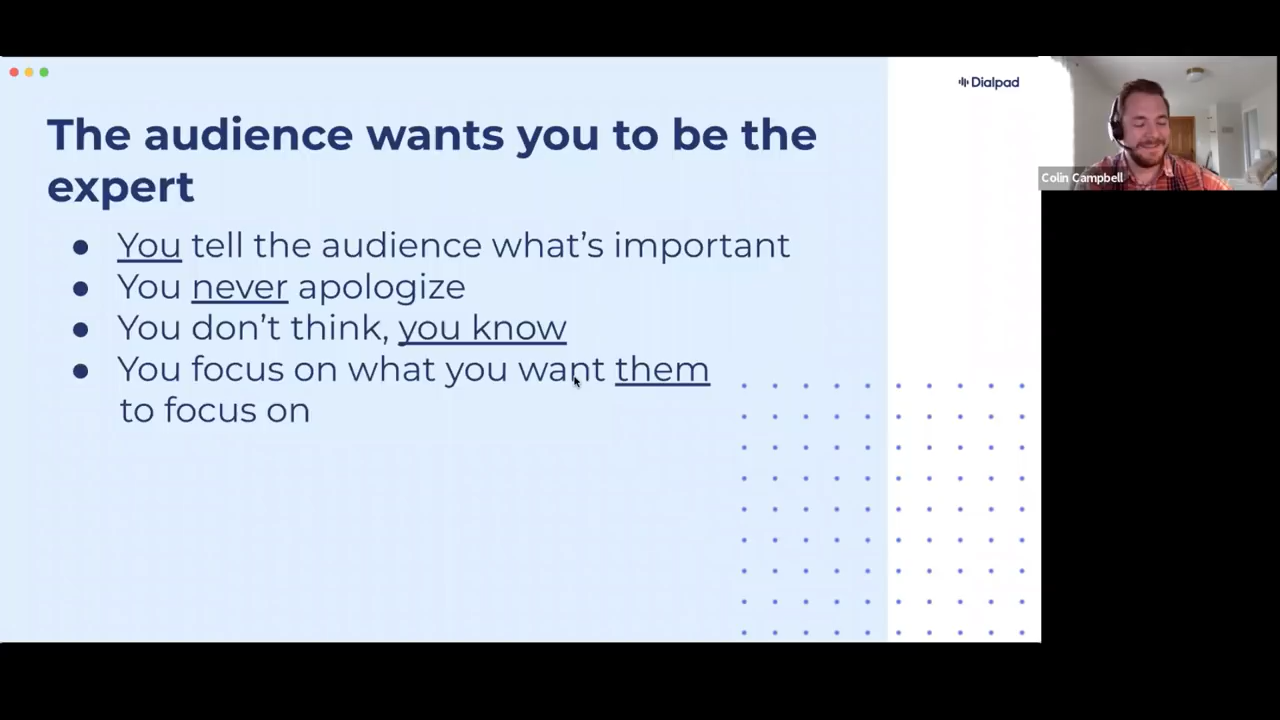 Dialpad
The audience wants you to be the
expert
● You tell the audience what’s important
● You never apologize
● You don’t think, you know
● You focus on what you want them
to focus on
Colin Campbell